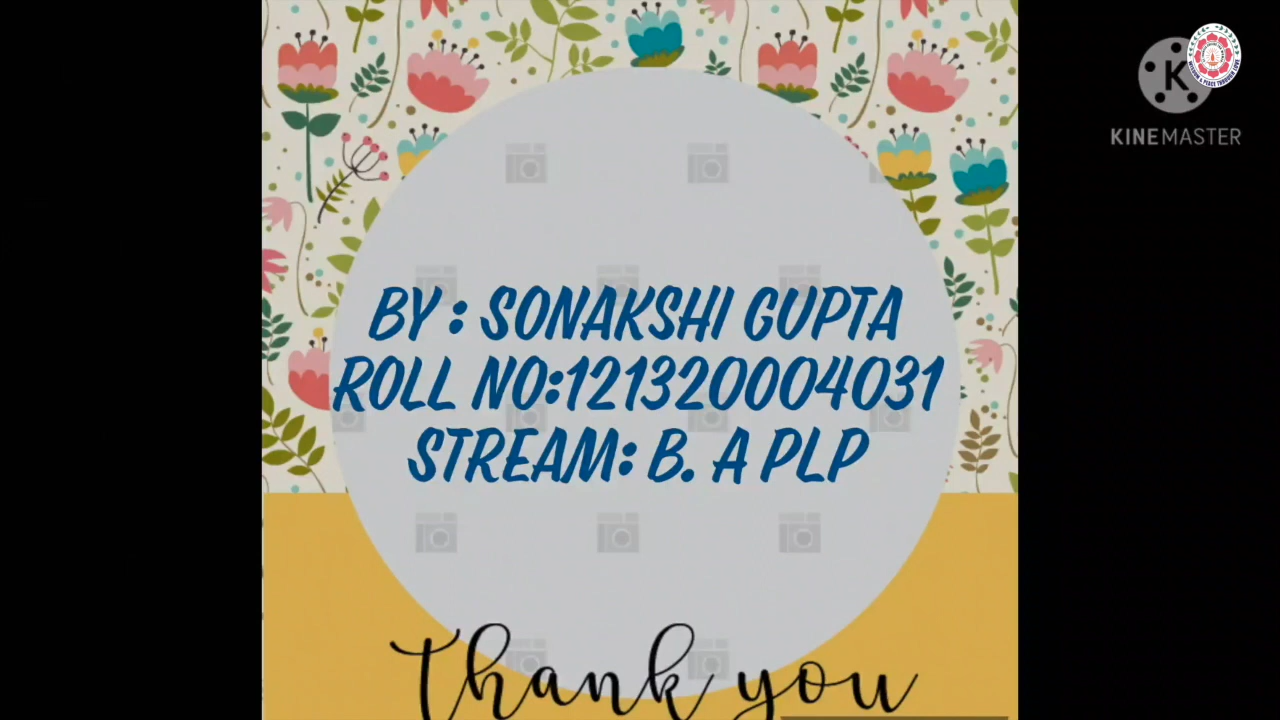 KINEMASTER
BY : SONAKSHI GUPTA
ROLL NO:121320004031
STREAM: B. A PLP
thank you